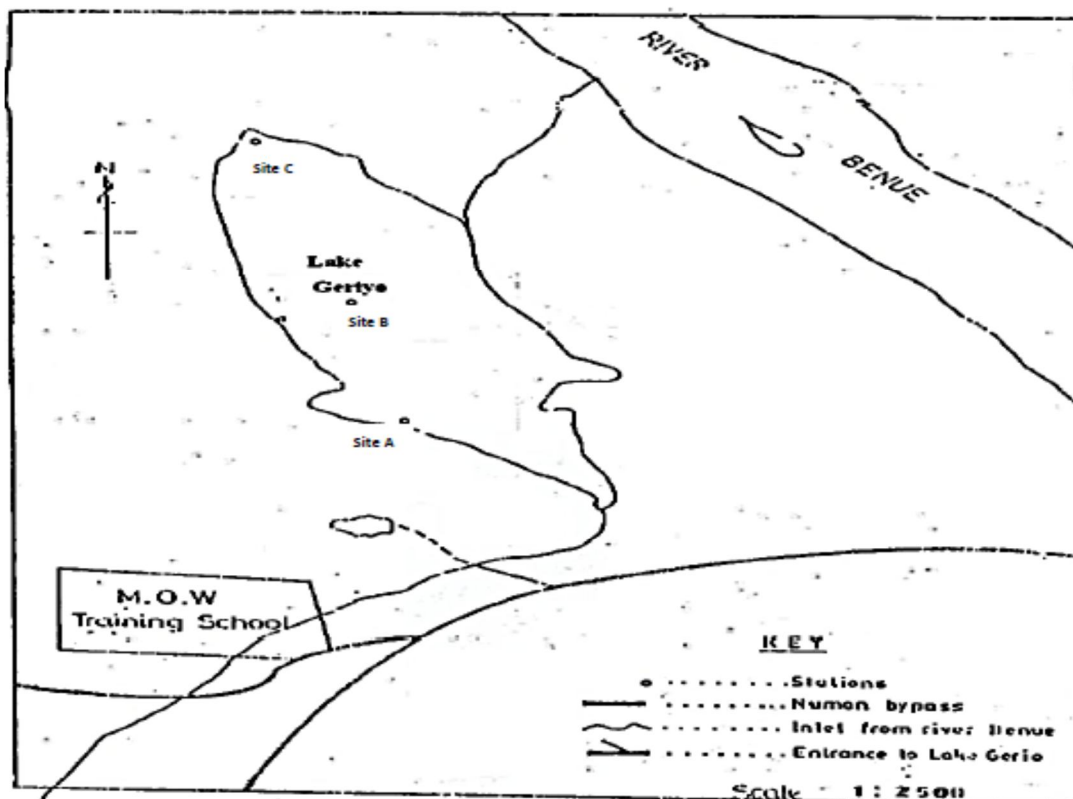 RIVER
BENUE
N
Site C
Lake
Geriyo
Site B
Site A
M.O.W
Training School
KEY
Stations
Numan bypass
Inlet from river Benue
Entrance to Lake Gerio
Scale 1:2500